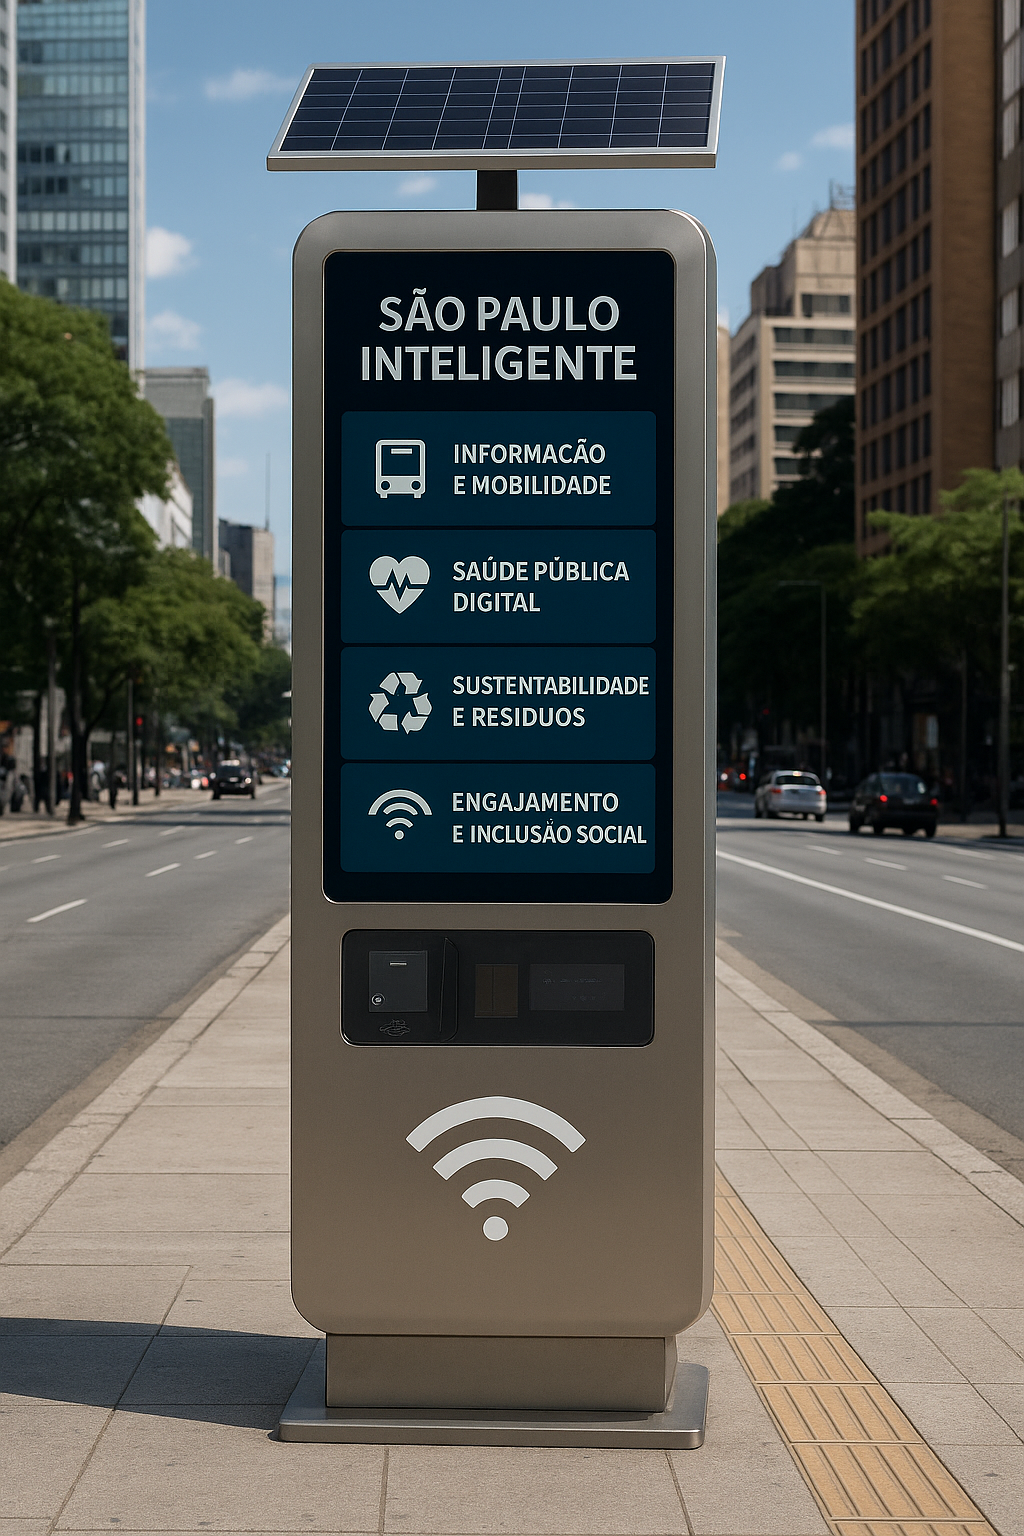 SÃO PAULO
INTELIGENTE
INFORMACÃO
E MOBILIDADE
SAÚDE PÚBLICA
DIGITAL
SUSTENTABILIDADE
E RESIDUOS
ENGAJAMENTO
E INCLUSÃO SOCIAL